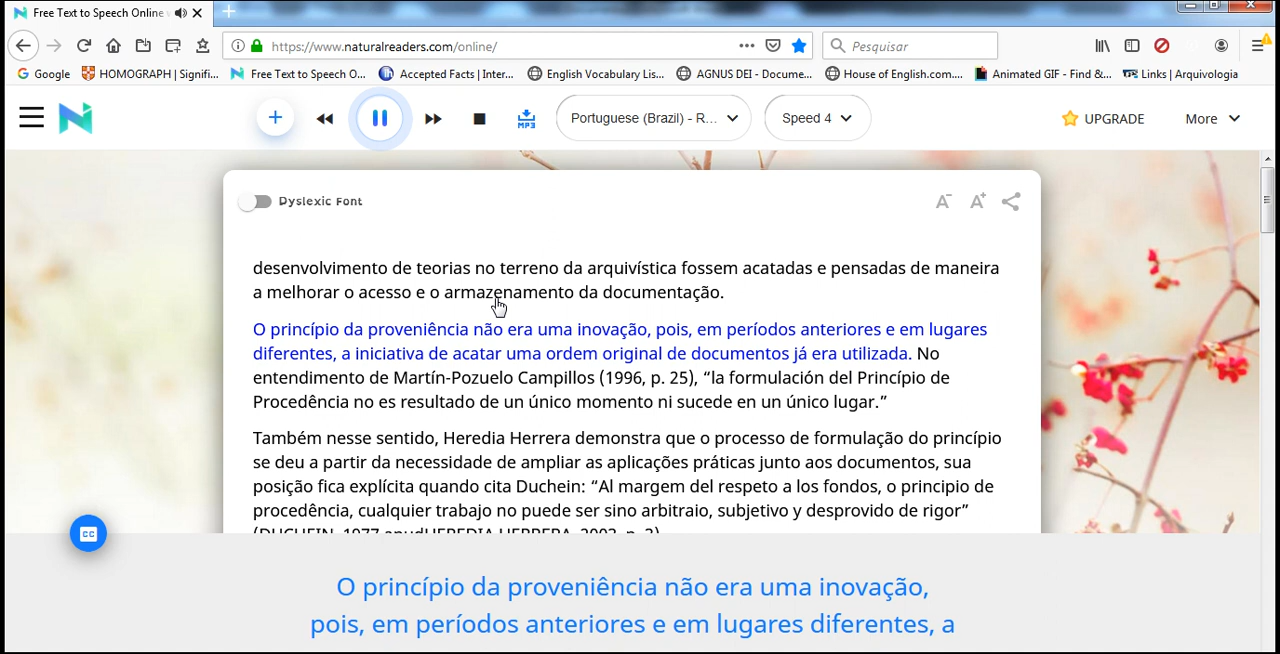 Free Text to Speech Online
https://www.naturalreaders.com/online/
Pesquisar
Google
HOMOGRAPH | Signifi...
Free Text to Speech O...
Accepted Facts | Inter...
English Vocabulary Lis...
AGNUS DEI - Docume...
House of English.com....
Animated GIF - Find &...
Links | Arquivologia
MP3
Portuguese (Brazil) - R...
Speed 4
UPGRADE
More
Dyslexic Font
A-
A+
desenvolvimento de teorias no terreno da arquivística fossem acatadas e pensadas de maneira
a melhorar o acesso e o armazenamento da documentação.
O princípio da proveniência não era uma inovação, pois, em períodos anteriores e em lugares
diferentes, a iniciativa de acatar uma ordem original de documentos já era utilizada. No
entendimento de Martín-Pozuelo Campillos (1996, p. 25), “la formulación del Princípio de
Procedência no es resultado de un único momento ni sucede en un único lugar.”
Também nesse sentido, Heredia Herrera demonstra que o processo de formulação do princípio
se deu a partir da necessidade de ampliar as aplicações práticas junto aos documentos, sua
posição fica explícita quando cita Duchein: “Al margem del respeto a los fondos, o principio de
procedência, cualquier trabajo no puede ser sino arbitraio, subjetivo y desprovido de rigor”
(DUCHEIN, 1977 apudHEREDIA HERRERA, 2003, p. 3)
CC
O princípio da proveniência não era uma inovação,
pois, em períodos anteriores e em lugares diferentes, a